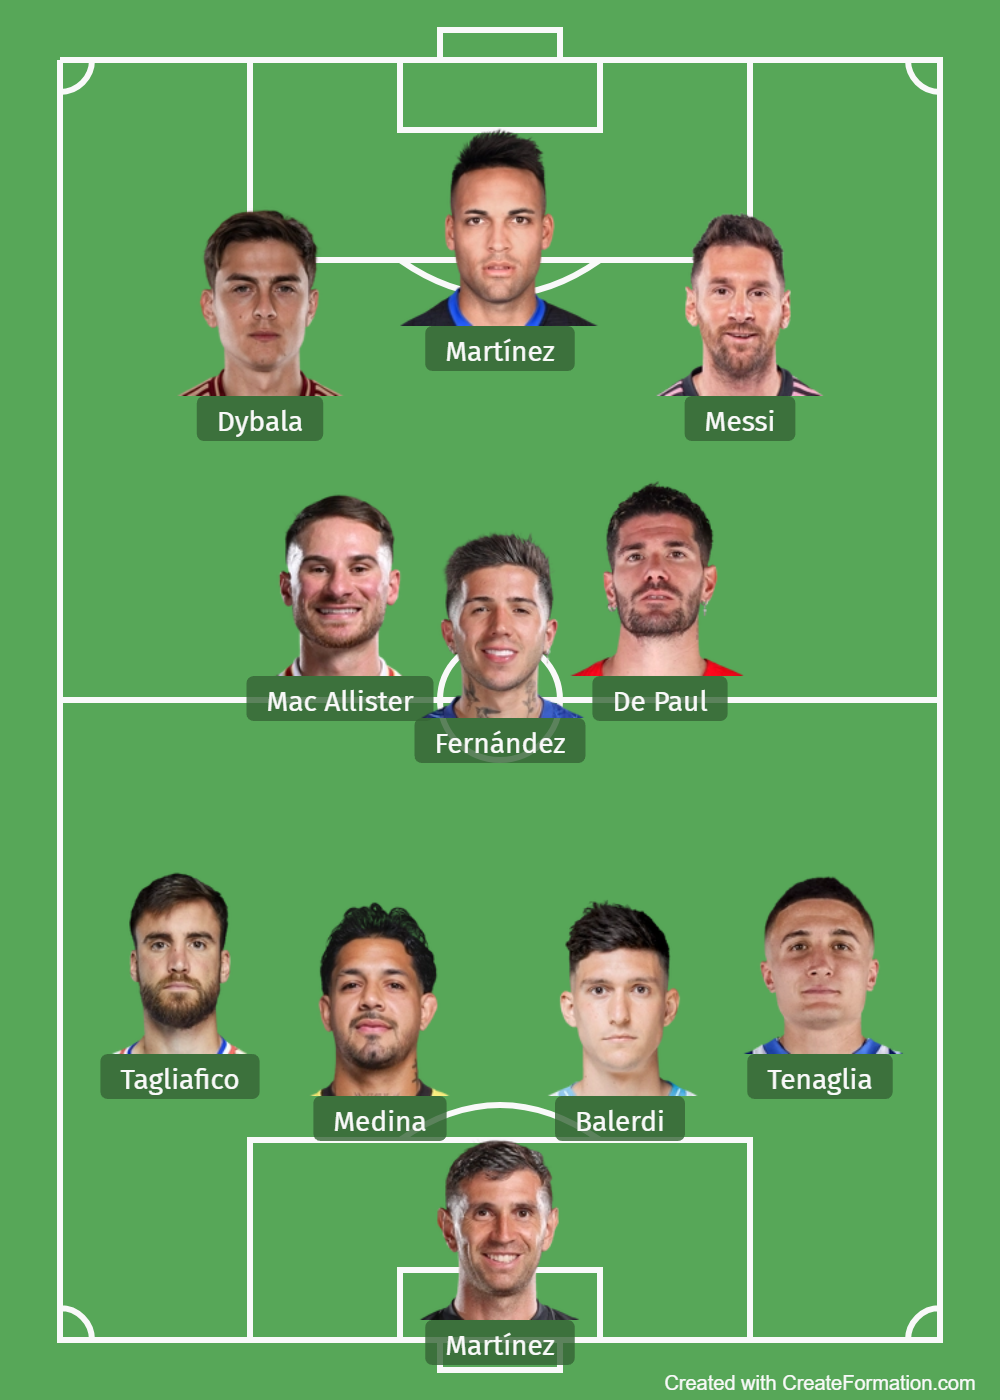 Martínez
Dybala
Messi
Mac Allister
De Paul
Fernández
Tagliafico
Tenaglia
Medina
Balerdi
Martínez
Created with CreateFormation.com